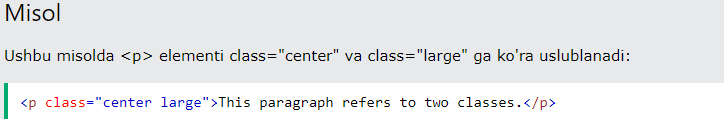 Misol
Ushbu misolda <p> elementi class="center" va class="large" ga ko'ra uslublanadi:
<p class="center large">This paragraph refers to two classes.</p>